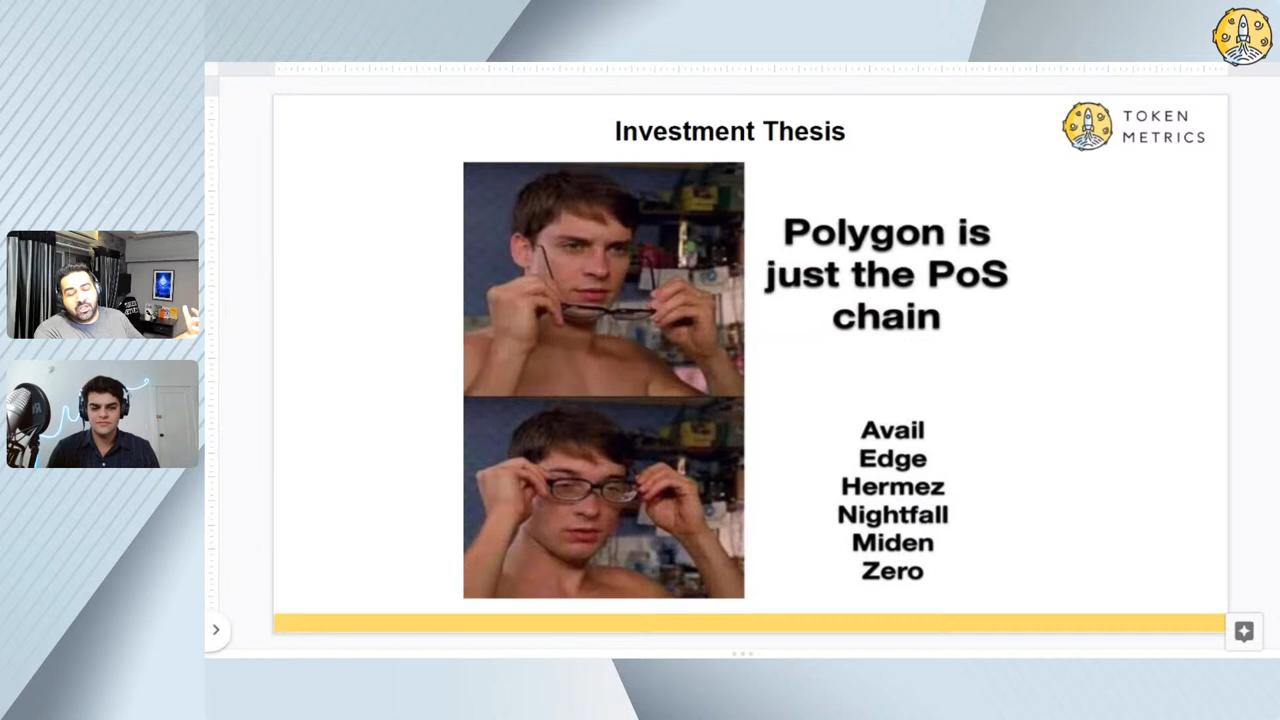 Investment Thesis
TOKEN
METRICS
Polygon is
just the PoS
chain
Avail
Edge
Hermez
Nightfall
Miden
Zero